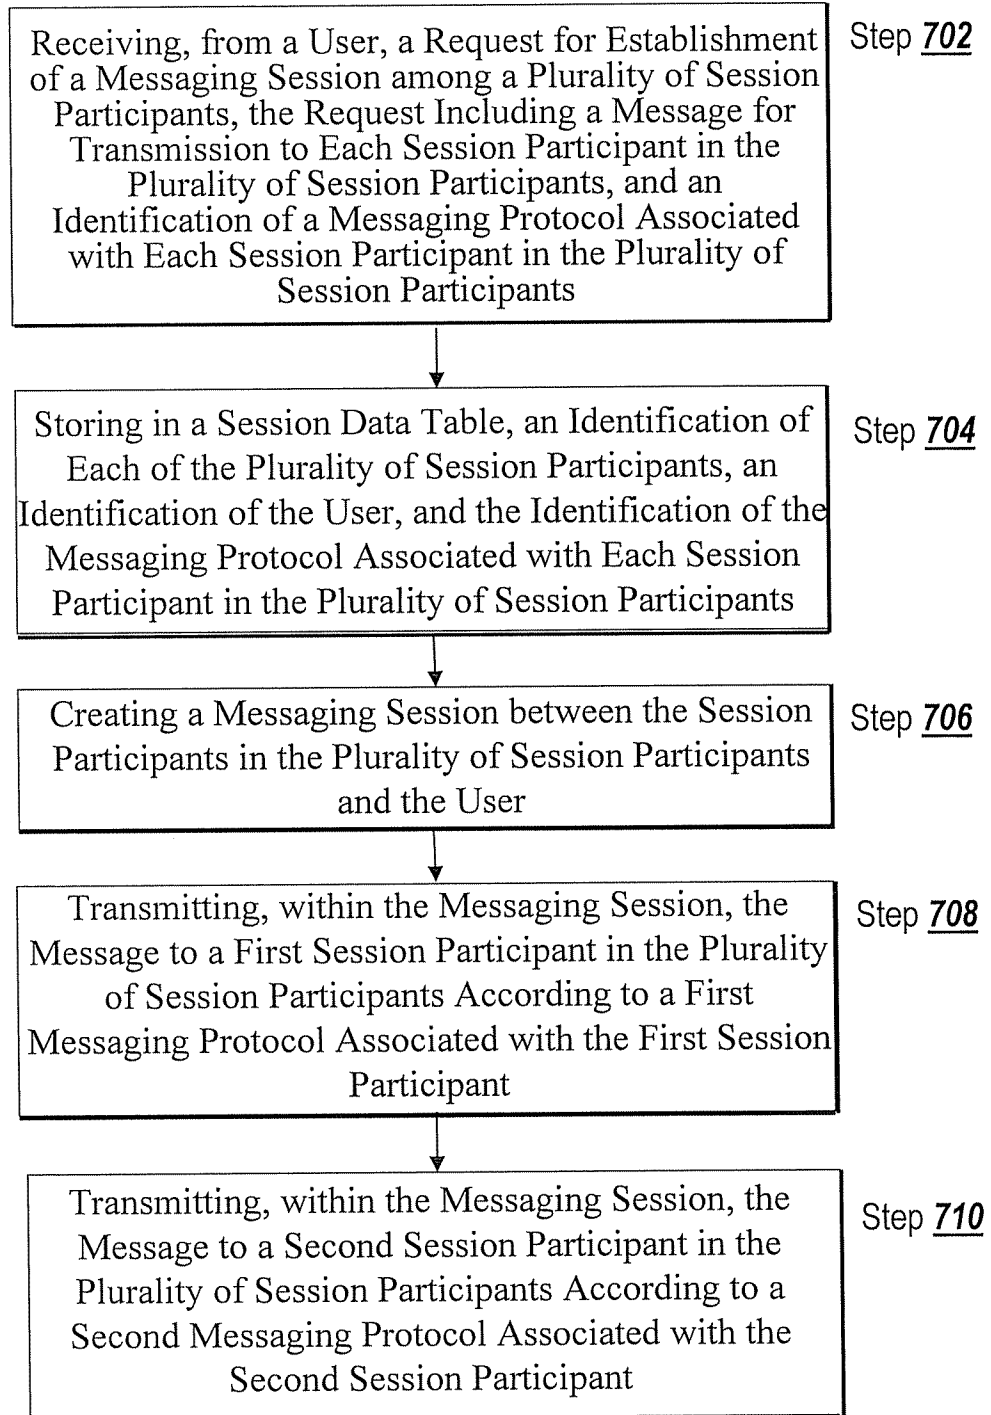 Receiving, from a User, a Request for Establishment
Step 702
of a Messaging Session among a Plurality of Session
Participants, the Request Including a Message for
Transmission to Each Session Participant in the
Plurality of Session Participants, and an
Identification of a Messaging Protocol Associated
with Each Session Participant in the Plurality of
Session Participants
Storing in a Session Data Table, an Identification of
Step 704
Each of the Plurality of Session Participants, an
Identification of the User, and the Identification of the
Messaging Protocol Associated with Each Session
Participant in the Plurality of Session Participants
Creating a Messaging Session between the Session
Step 706
Participants in the Plurality of Session Participants
and the User
Transmitting, within the Messaging Session, the
Step 708
Message to a First Session Participant in the Plurality
of Session Participants According to a First
Messaging Protocol Associated with the First Session
Participant
Transmitting, within the Messaging Session, the
Step 710
Message to a Second Session Participant in the
Plurality of Session Participants According to a
Second Messaging Protocol Associated with the
Second Session Participant